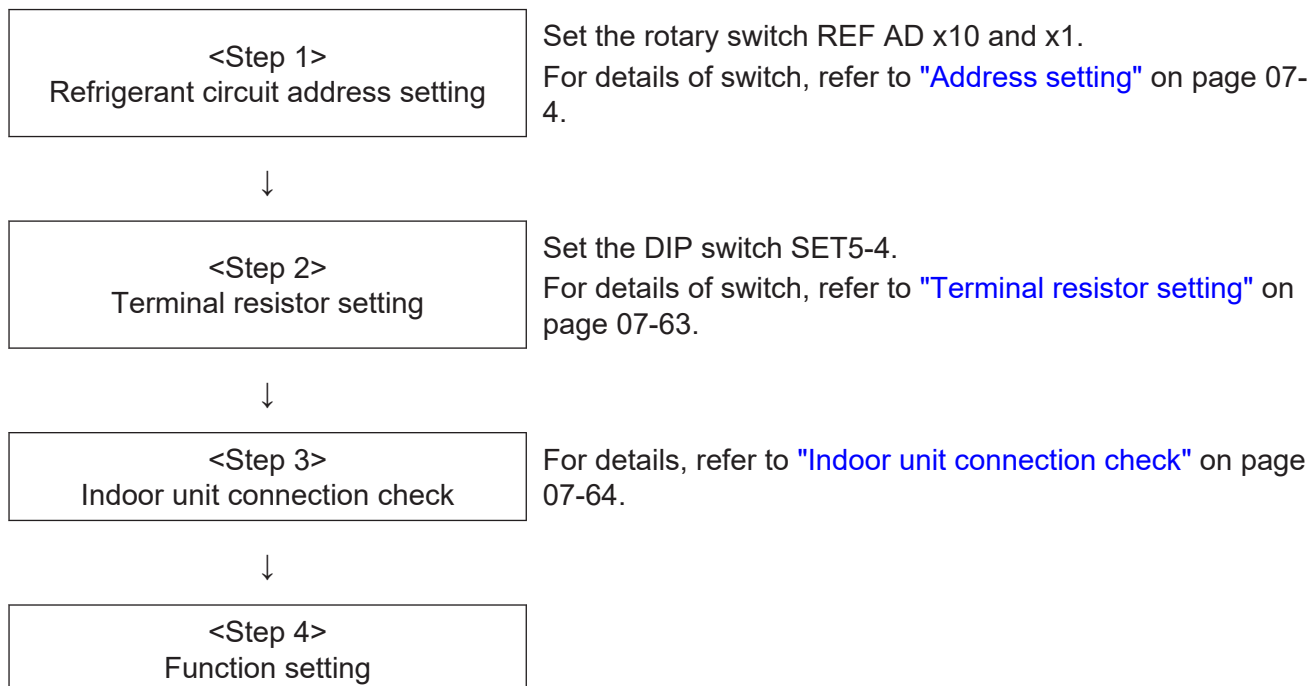 <Step 1>
Refrigerant circuit address setting
Set the rotary switch REF AD x10 and x1.
For details of switch, refer to "Address setting" on page 07-
4.
↓
<Step 2>
Terminal resistor setting
Set the DIP switch SET5-4.
For details of switch, refer to "Terminal resistor setting" on
page 07-63.
↓
<Step 3>
Indoor unit connection check
For details, refer to "Indoor unit connection check" on page
07-64.
↓
<Step 4>
Function setting